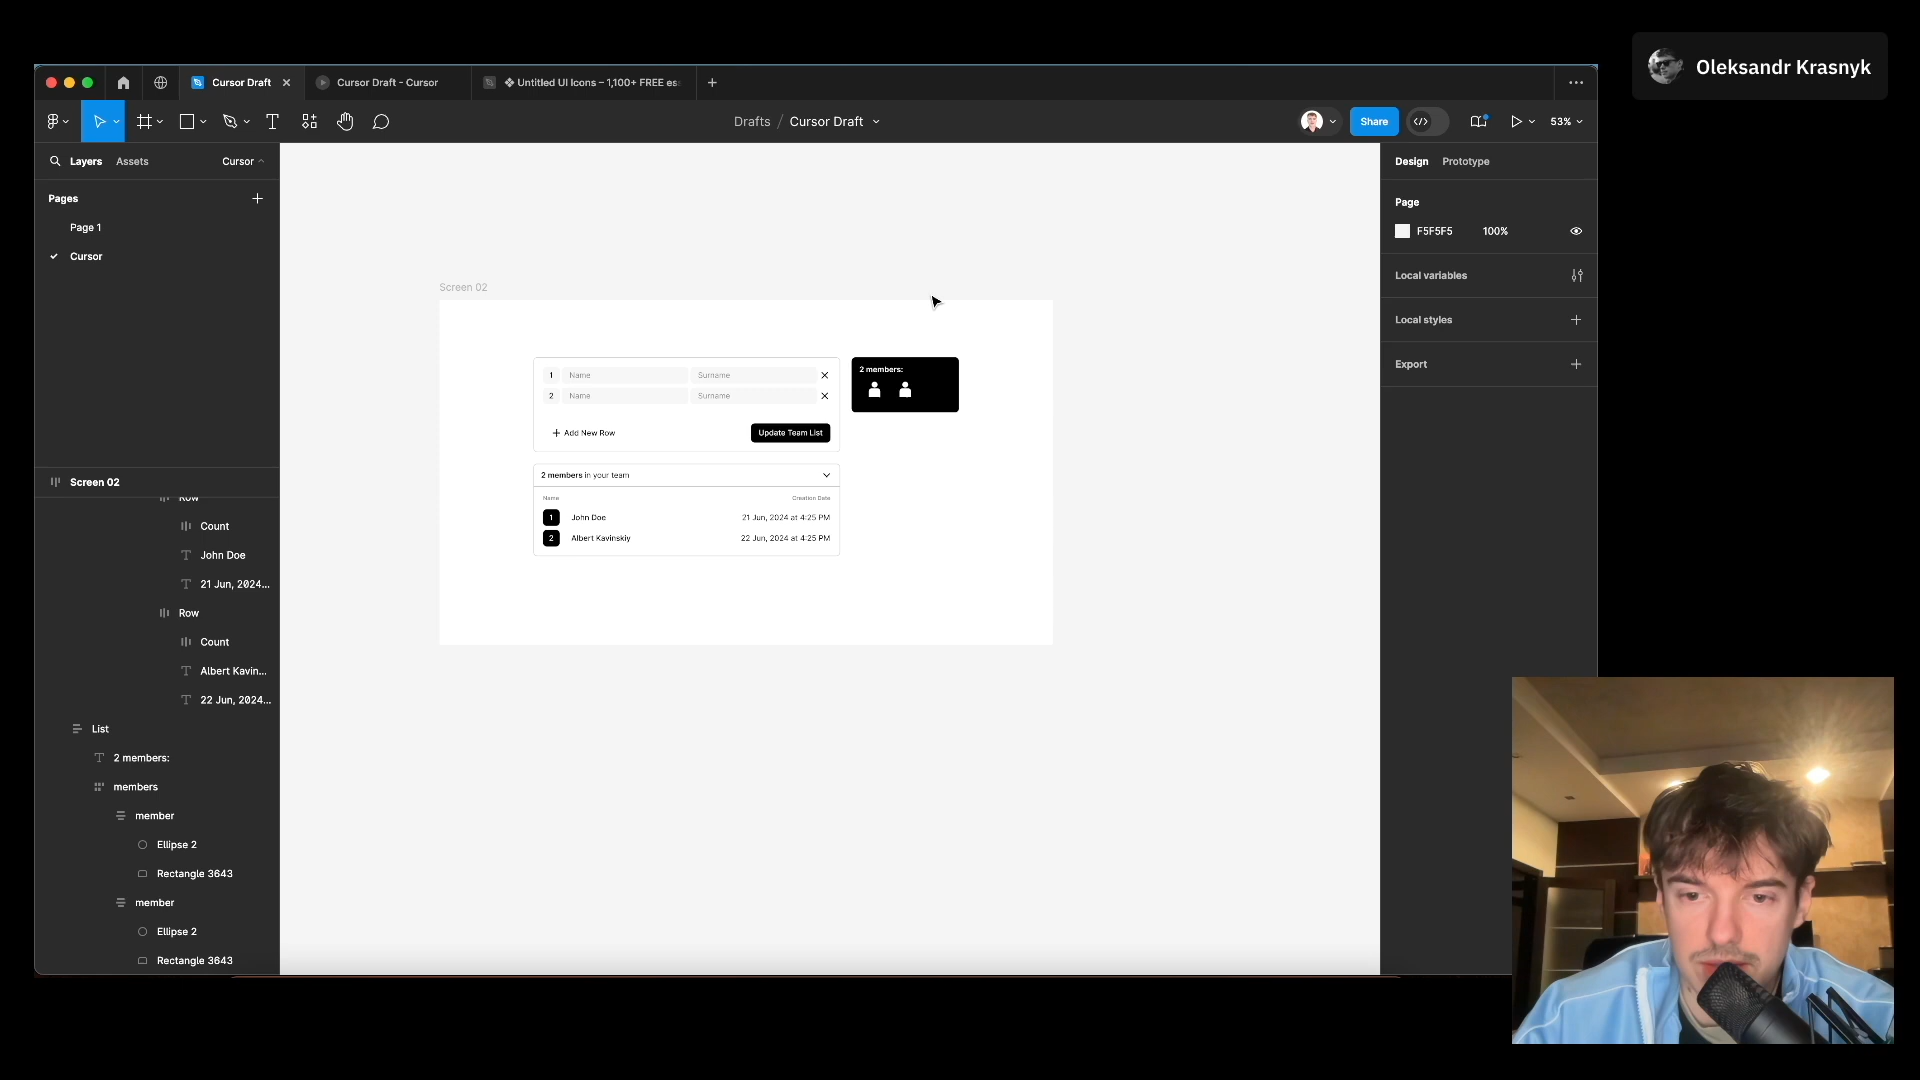 Oleksandr Krasnyk
Cursor Draft
Cursor Draft - Cursor
❖ Untitled UI Icons – 1,100+ FREE es
Drafts / Cursor Draft
Share
53%
Layers
Assets
Cursor
Pages
Page 1
Cursor
Screen 02
Row
Count
John Doe
21 Jun, 2024...
Row
Count
Albert Kavin...
22 Jun, 2024...
List
2 members:
members
member
Ellipse 2
Rectangle 3643
member
Ellipse 2
Rectangle 3643
Screen 02
1 Name Surname
2 Name Surname
Add New Row
Update Team List
2 members:
2 members in your team
Name Creation Date
1 John Doe 21 Jun, 2024 at 4:25 PM
2 Albert Kavinskiy 22 Jun, 2024 at 4:25 PM
Design
Prototype
Page
F5F5F5 100%
Local variables
Local styles
Export